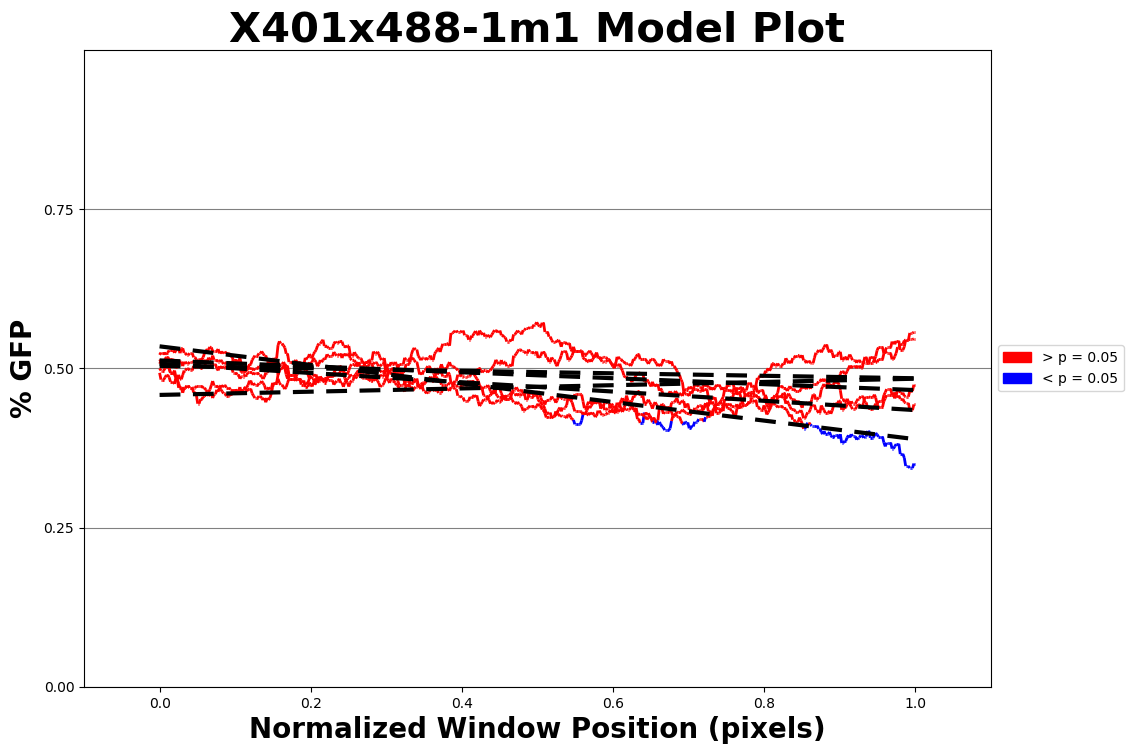 X401x488-1m1 Model Plot
% GFP
0.75
0.50
0.25
0.00
0.0 0.2 0.4 0.6 0.8 1.0
Normalized Window Position (pixels)
> p = 0.05
< p = 0.05